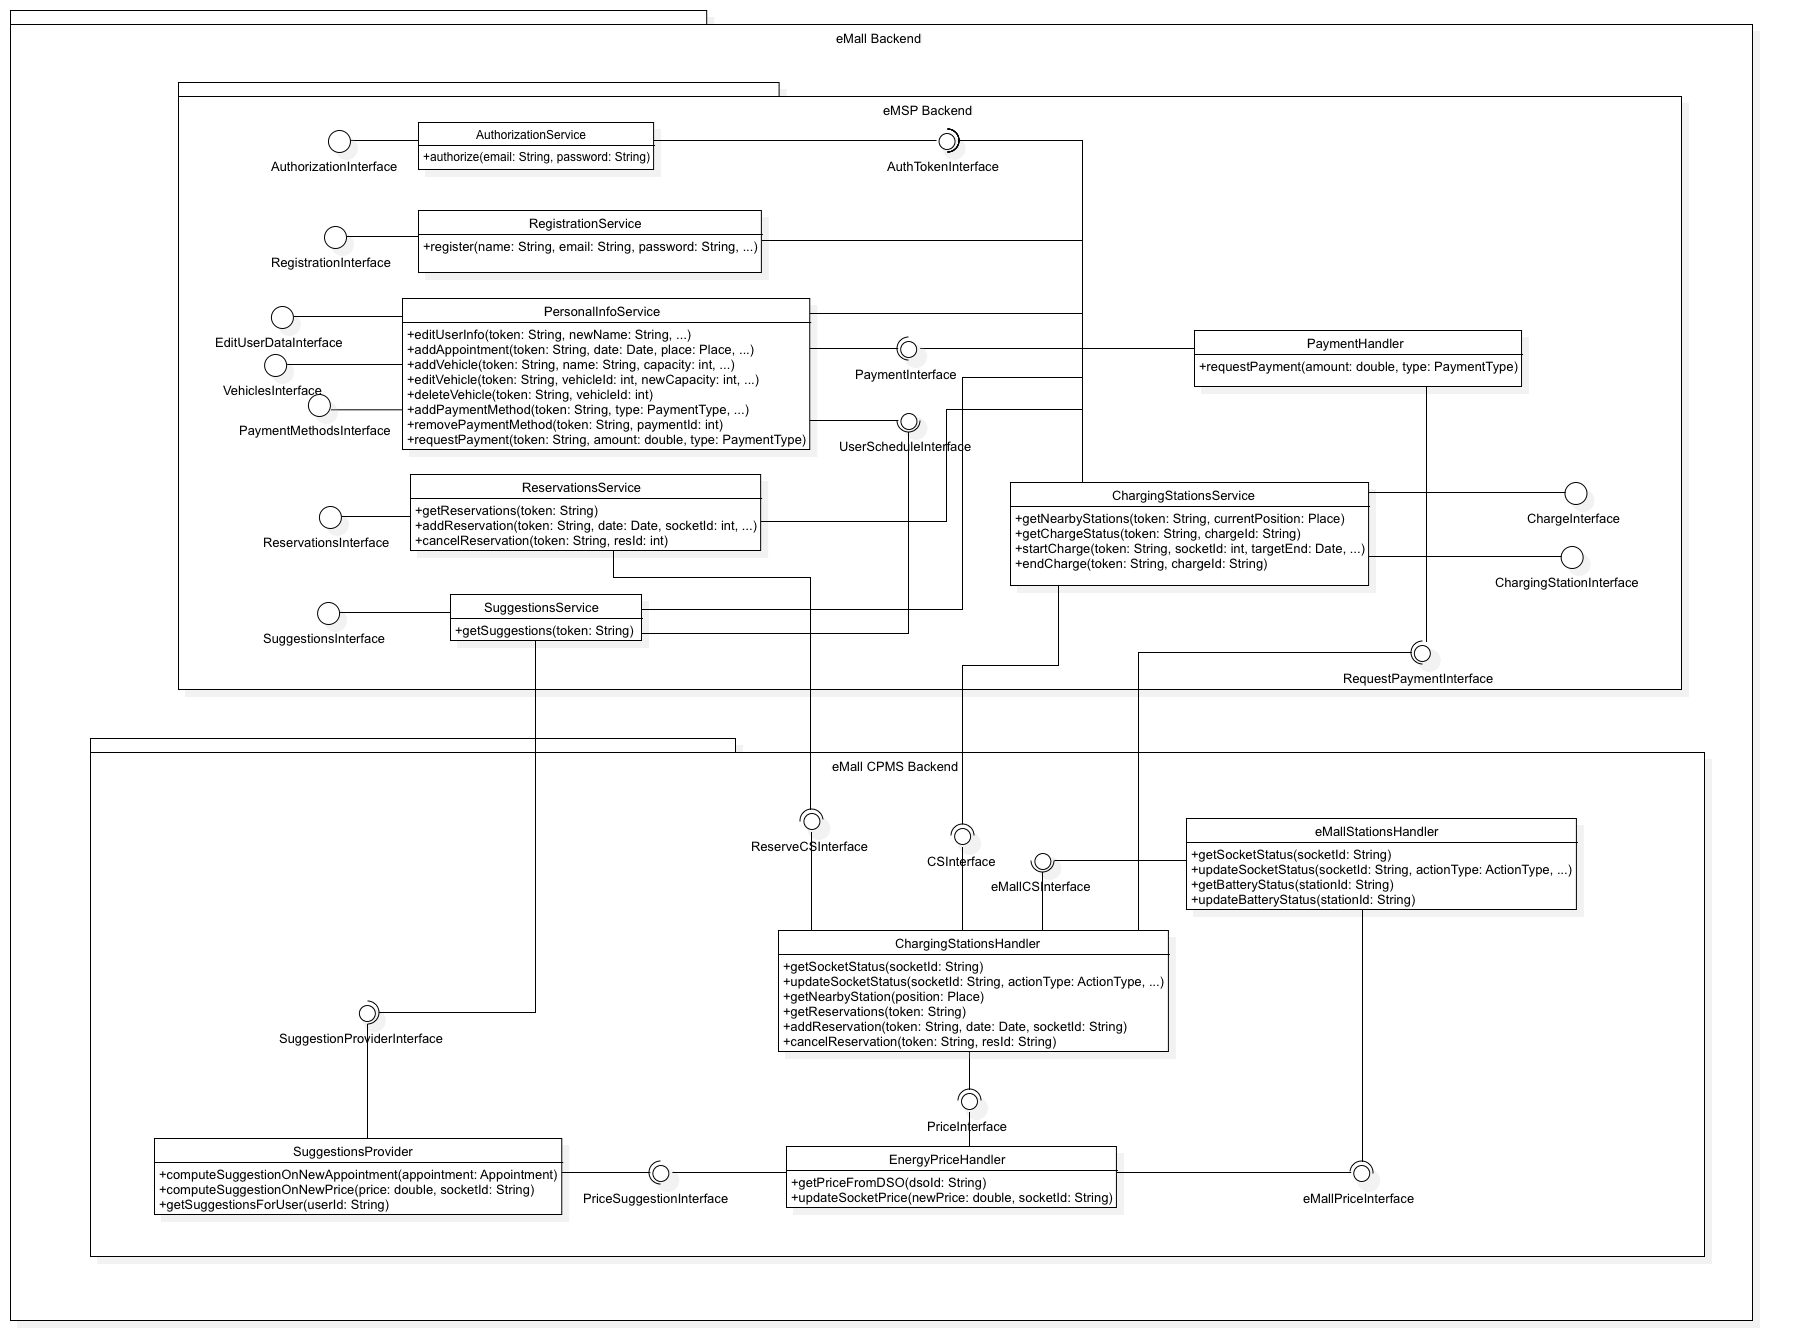 eMall Backend
eMSP Backend
AuthorizationService
+authorize(email: String, password: String)
AuthorizationInterface
AuthTokenInterface
RegistrationService
+register(name: String, email: String, password: String, ...)
RegistrationInterface
PersonalInfoService
+editUserInfo(token: String, newName: String, ...)
+addAppointment(token: String, date: Date, place: Place, ...)
+addVehicle(token: String, name: String, capacity: int, ...)
+editVehicle(token: String, vehicleId: int, newCapacity: int, ...)
+deleteVehicle(token: String, vehicleId: int)
+addPaymentMethod(token: String, type: PaymentType, ...)
+removePaymentMethod(token: String, paymentId: int)
+requestPayment(token: String, amount: double, type: PaymentType)
EditUserDataInterface
VehiclesInterface
PaymentMethodsInterface
PaymentInterface
UserScheduleInterface
PaymentHandler
+requestPayment(amount: double, type: PaymentType)
ReservationsService
+getReservations(token: String)
+addReservation(token: String, date: Date, socketId: int, ...)
+cancelReservation(token: String, resId: int)
ReservationsInterface
ChargingStationsService
+getNearbyStations(token: String, currentPosition: Place)
+getChargeStatus(token: String, chargeId: String)
+startCharge(token: String, socketId: int, targetEnd: Date, ...)
+endCharge(token: String, chargeId: String)
ChargeInterface
ChargingStationInterface
SuggestionsService
+getSuggestions(token: String)
SuggestionsInterface
RequestPaymentInterface
eMall CPMS Backend
ReserveCSInterface
CSInterface
eMallCSInterface
eMallStationsHandler
+getSocketStatus(socketId: String)
+updateSocketStatus(socketId: String, actionType: ActionType, ...)
+getBatteryStatus(stationId: String)
+updateBatteryStatus(stationId: String)
ChargingStationsHandler
+getSocketStatus(socketId: String)
+updateSocketStatus(socketId: String, actionType: ActionType, ...)
+getNearbyStation(position: Place)
+getReservations(token: String)
+addReservation(token: String, date: Date, socketId: String)
+cancelReservation(token: String, resId: String)
SuggestionProviderInterface
PriceInterface
SuggestionsProvider
+computeSuggestionOnNewAppointment(appointment: Appointment)
+computeSuggestionOnNewPrice(price: double, socketId: String)
+getSuggestionsForUser(userId: String)
PriceSuggestionInterface
EnergyPriceHandler
+getPriceFromDSO(dsoId: String)
+updateSocketPrice(newPrice: double, socketId: String)
eMallPriceInterface